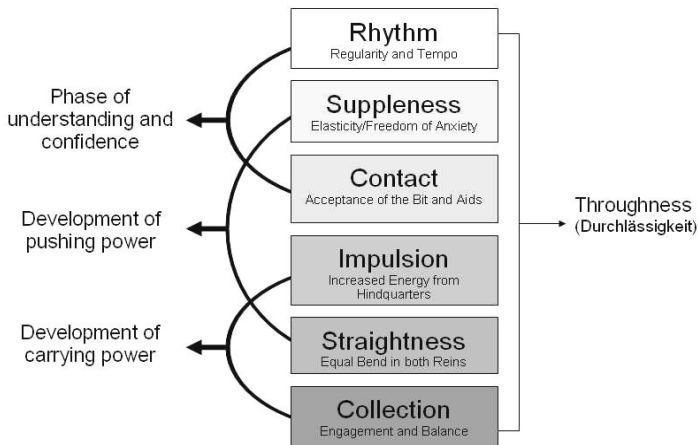 Rhythm
Regularity and Tempo
Suppleness
Elasticity/Freedom of Anxiety
Contact
Acceptance of the Bit and Aids
Impulsion
Increased Energy from
Hindquarters
Straightness
Equal Bend in both Reins
Collection
Engagement and Balance
Phase of
understanding and
confidence
Development of
pushing power
Development of
carrying power
Throughness
(Durchlässigkeit)